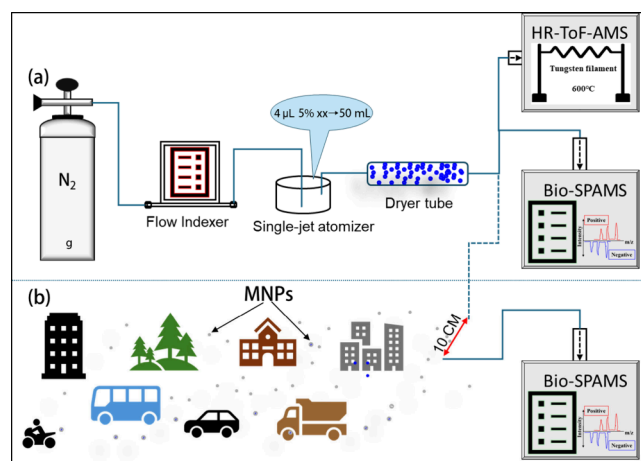 (a)
N2
g
Flow Indexer
4 μL 5% xx→50 mL
Single-jet atomizer
Dryer tube
HR-ToF-AMS
Tungsten filament
600℃
Bio-SPAMS
Positive
Intensity
m/z
Negative
(b)
MNPs
10 CM
Bio-SPAMS
Positive
Intensity
m/z
Negative